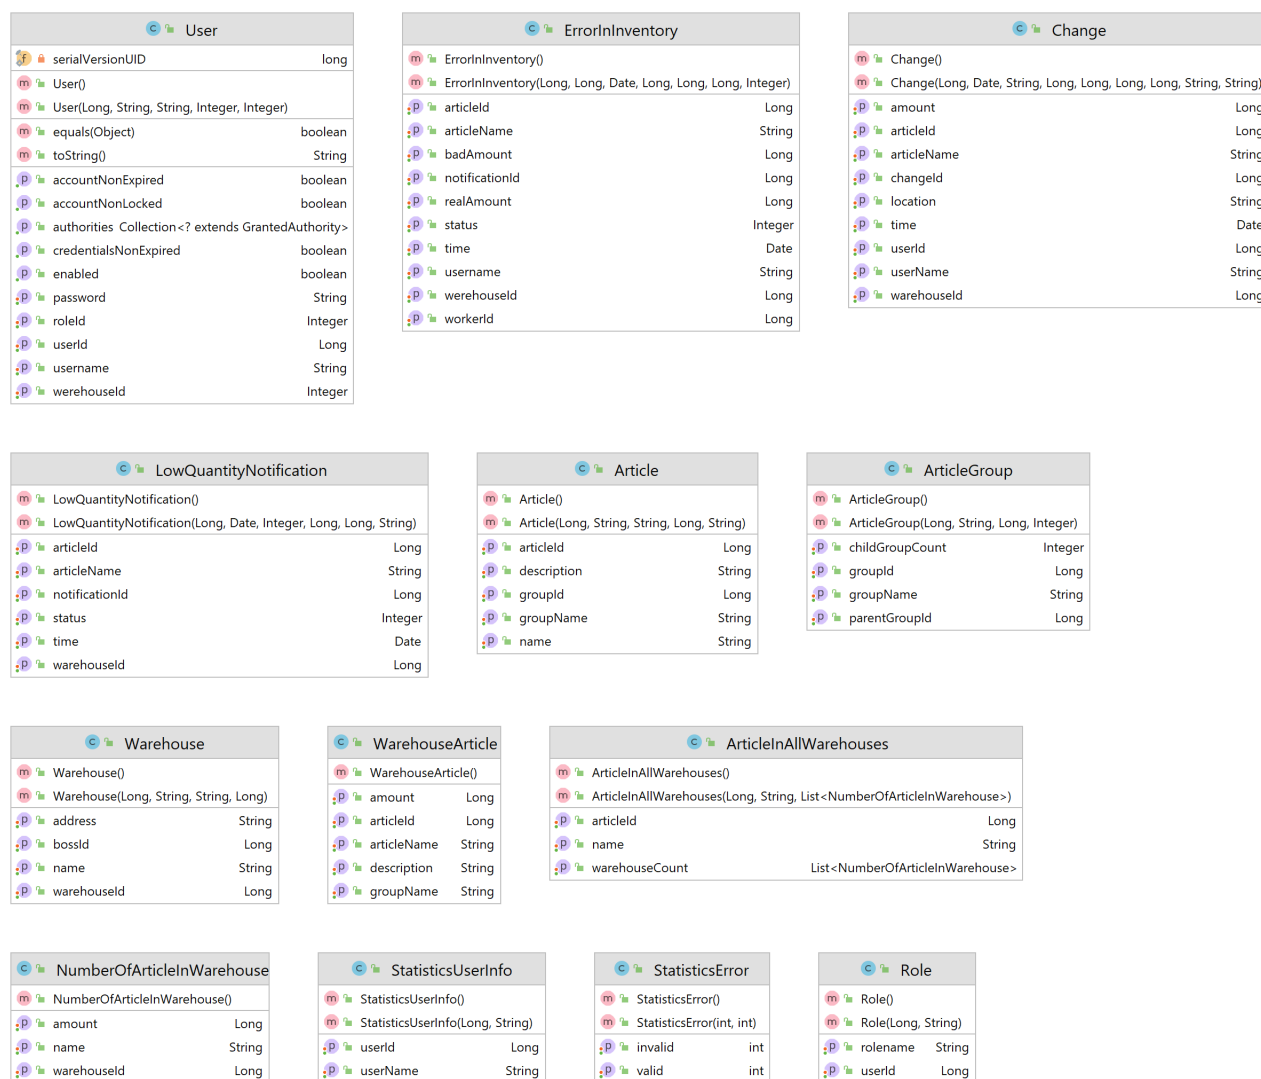 User
serialVersionUID long
User()
User(Long, String, String, Integer, Integer)
equals(Object) boolean
toString() String
accountNonExpired boolean
accountNonLocked boolean
authorities Collection<? extends GrantedAuthority>
credentialsNonExpired boolean
enabled boolean
password String
roleId Integer
userId Long
username String
werehouseId Integer
ErrorInInventory
ErrorInInventory()
ErrorInInventory(Long, Long, Date, Long, Long, Long, Integer)
articleId Long
articleName String
badAmount Long
notificationId Long
realAmount Long
status Integer
time Date
username String
werehouseId Long
workerId Long
Change
Change()
Change(Long, Date, String, Long, Long, Long, Long, String, String)
amount Long
articleId Long
articleName String
changeId Long
location String
time Date
userId Long
userName String
warehouseId Long
LowQuantityNotification
LowQuantityNotification()
LowQuantityNotification(Long, Date, Integer, Long, Long, String)
articleId Long
articleName String
notificationId Long
status Integer
time Date
warehouseId Long
Article
Article()
Article(Long, String, String, Long, String)
articleId Long
description String
groupId Long
groupName String
name String
ArticleGroup
ArticleGroup()
ArticleGroup(Long, String, Long, Integer)
childGroupCount Integer
groupId Long
groupName String
parentGroupId Long
Warehouse
Warehouse()
Warehouse(Long, String, String, Long)
address String
bossId Long
name String
warehouseId Long
WarehouseArticle
WarehouseArticle()
amount Long
articleId Long
articleName String
description String
groupName String
ArticleInAllWarehouses
ArticleInAllWarehouses()
ArticleInAllWarehouses(Long, String, List<NumberOfArticleInWarehouse>)
articleId Long
name String
warehouseCount List<NumberOfArticleInWarehouse>
NumberOfArticleInWarehouse
NumberOfArticleInWarehouse()
amount Long
name String
warehouseId Long
StatisticsUserInfo
StatisticsUserInfo()
StatisticsUserInfo(Long, String)
userId Long
userName String
StatisticsError
StatisticsError()
StatisticsError(int, int)
invalid int
valid int
Role
Role()
Role(Long, String)
rolename String
userId Long